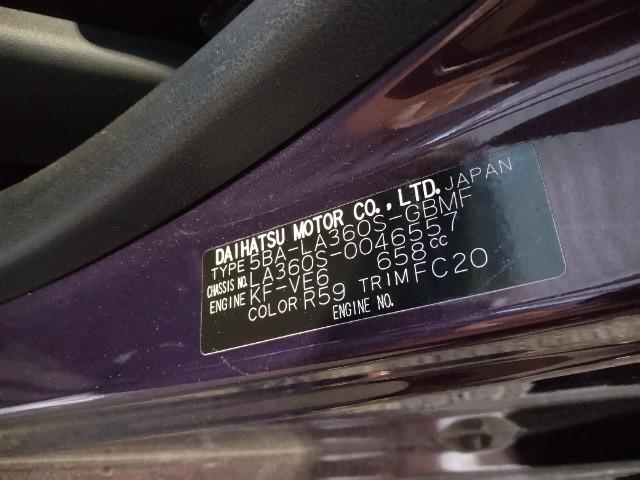 DAIHATSU MOTOR CO., LTD. JAPAN
TYPE 5BA-LA360S-GBMF
CHASSIS NO. LA360S-0046557
ENGINE KF-VE6 658cc
COLOR R59 TRIM FC20
ENGINE NO.